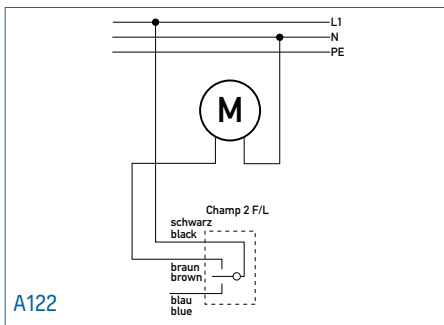 L1
N
PE
M
Champ 2 F/L
schwarz
black
braun
brown
blau
blue
A122